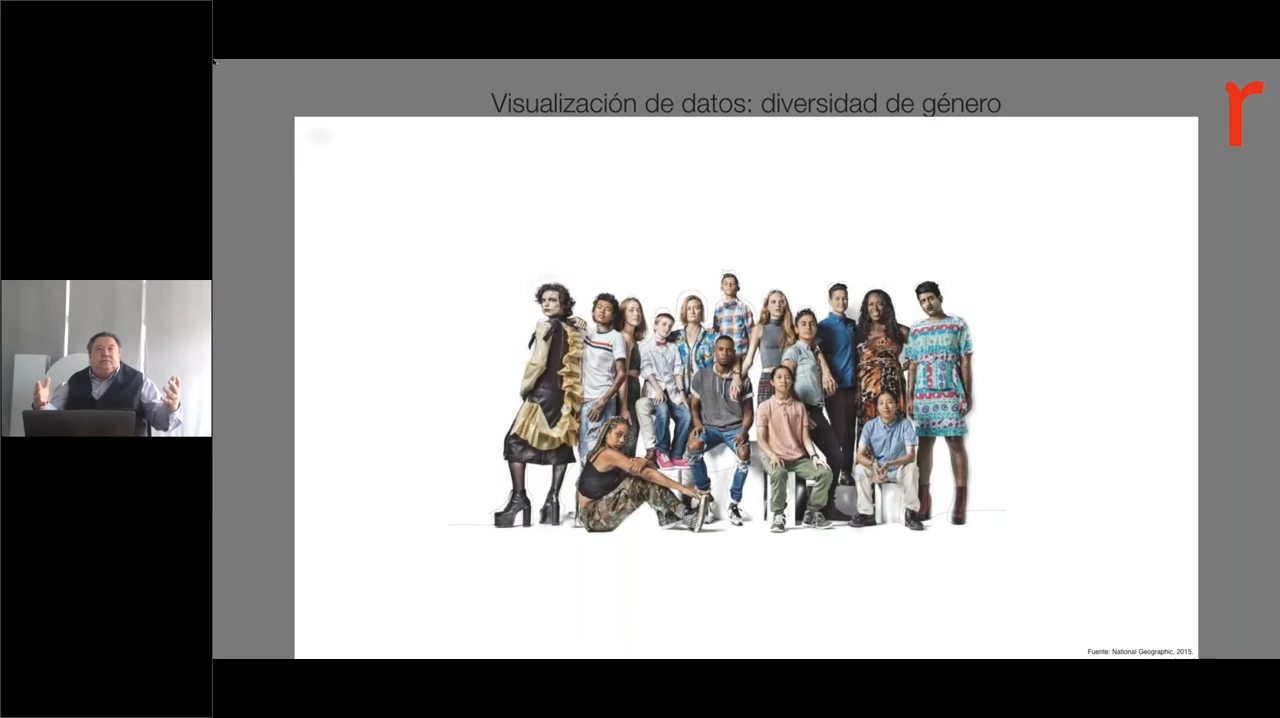 Visualización de datos: diversidad de género
r
Fuente: National Geographic, 2015.